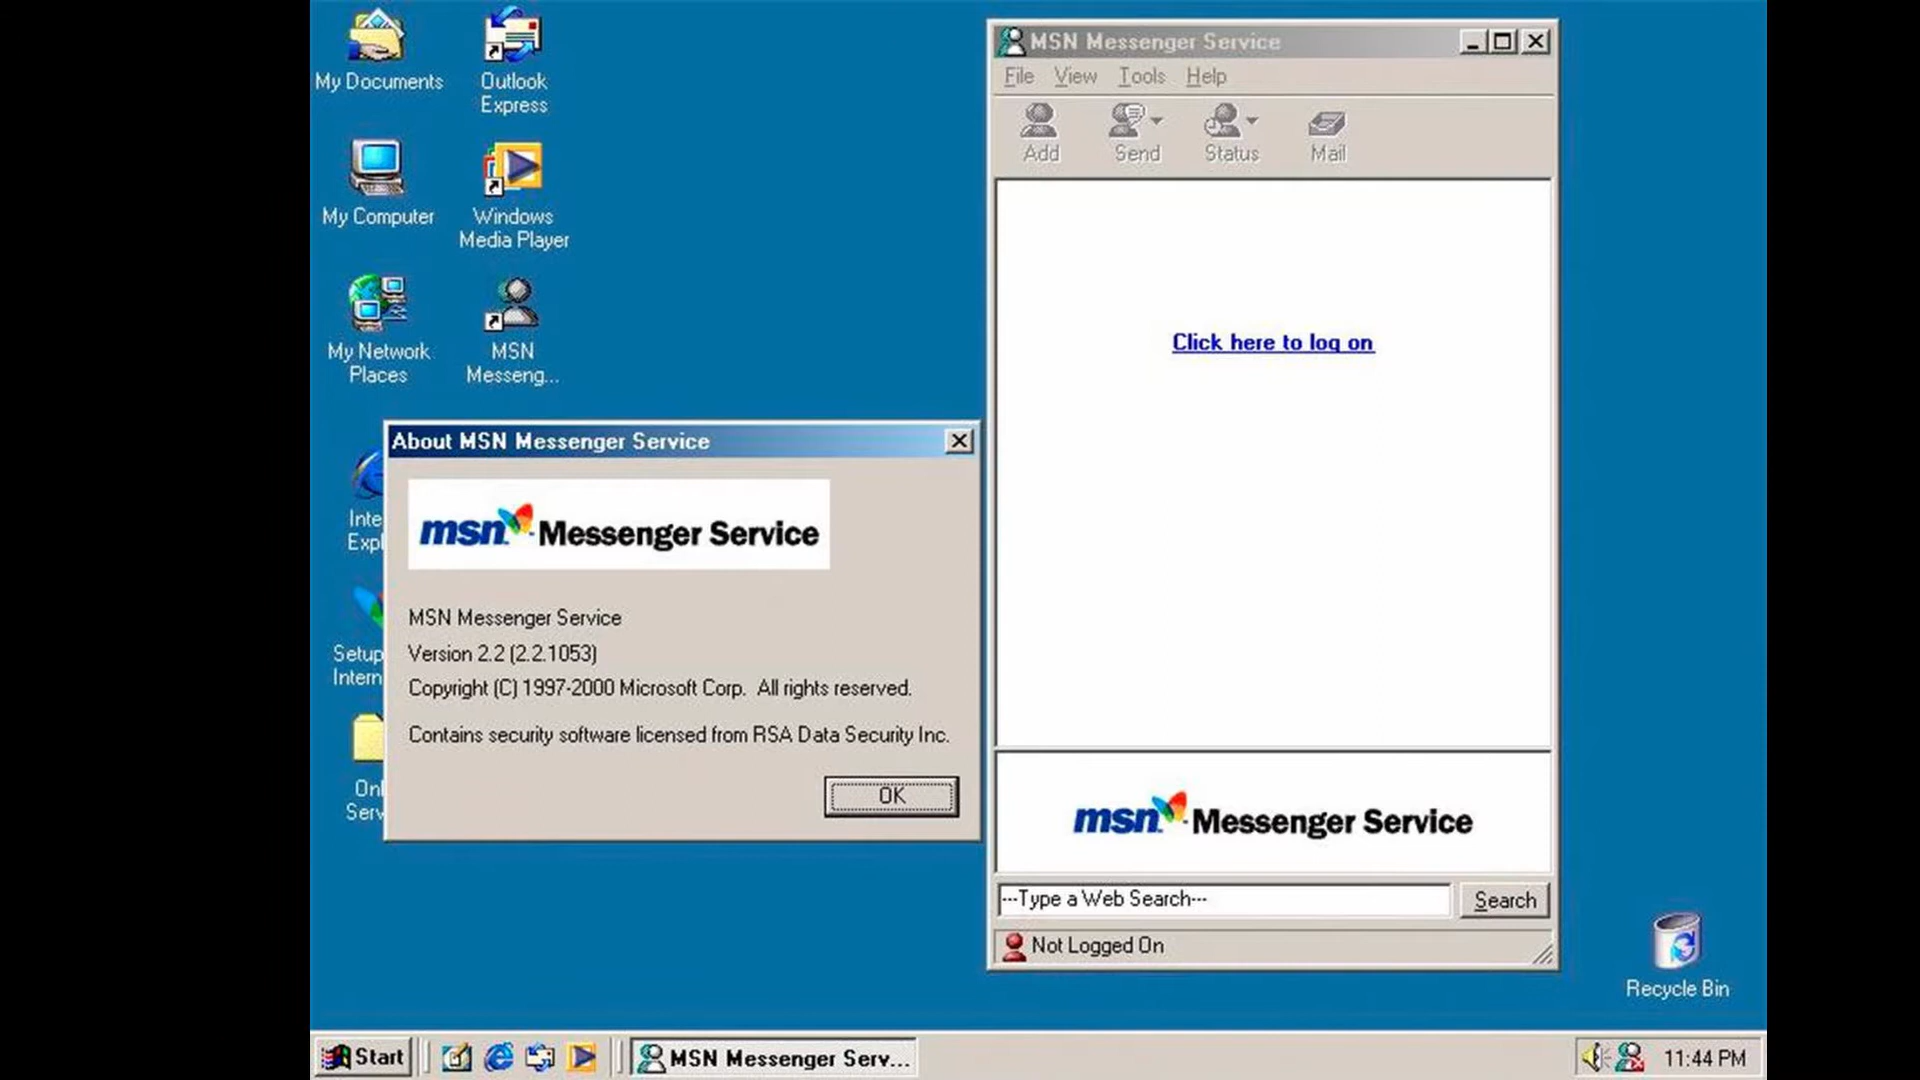 My Documents
Outlook
Express
My Computer
Windows
Media Player
My Network
Places
MSN
Messeng...
Inte
Expl
Setup
Intern
Onl
Serv
About MSN Messenger Service
msn Messenger Service
MSN Messenger Service
Version 2.2 (2.2.1053)
Copyright (C) 1997-2000 Microsoft Corp. All rights reserved.
Contains security software licensed from RSA Data Security Inc.
OK
MSN Messenger Service
File View Tools Help
Add Send Status Mail
Click here to log on
msn Messenger Service
---Type a Web Search---
Search
Not Logged On
Recycle Bin
Start
MSN Messenger Serv...
11:44 PM